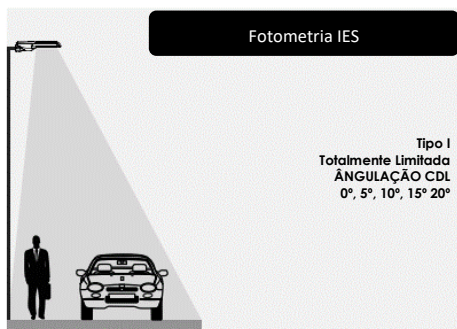 Fotometria IES
Tipo I
Totalmente Limitada
ÂNGULAÇÃO CDL
0º, 5º, 10º, 15º 20º